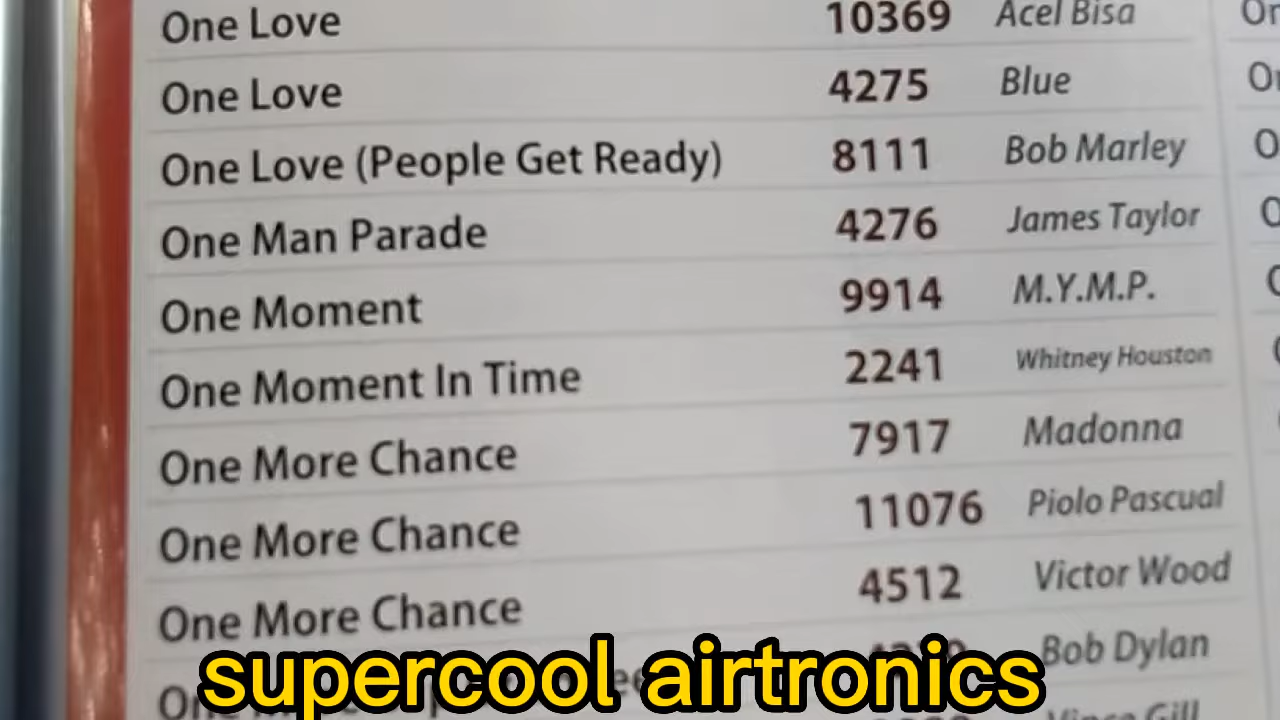 One Love 10369 Acel Bisa
One Love 4275 Blue
One Love (People Get Ready) 8111 Bob Marley
One Man Parade 4276 James Taylor
One Moment 9914 M.Y.M.P.
One Moment In Time 2241 Whitney Houston
One More Chance 7917 Madonna
One More Chance 11076 Piolo Pascual
One More Chance 4512 Victor Wood
Bob Dylan
Vince Gill
supercool airtronics